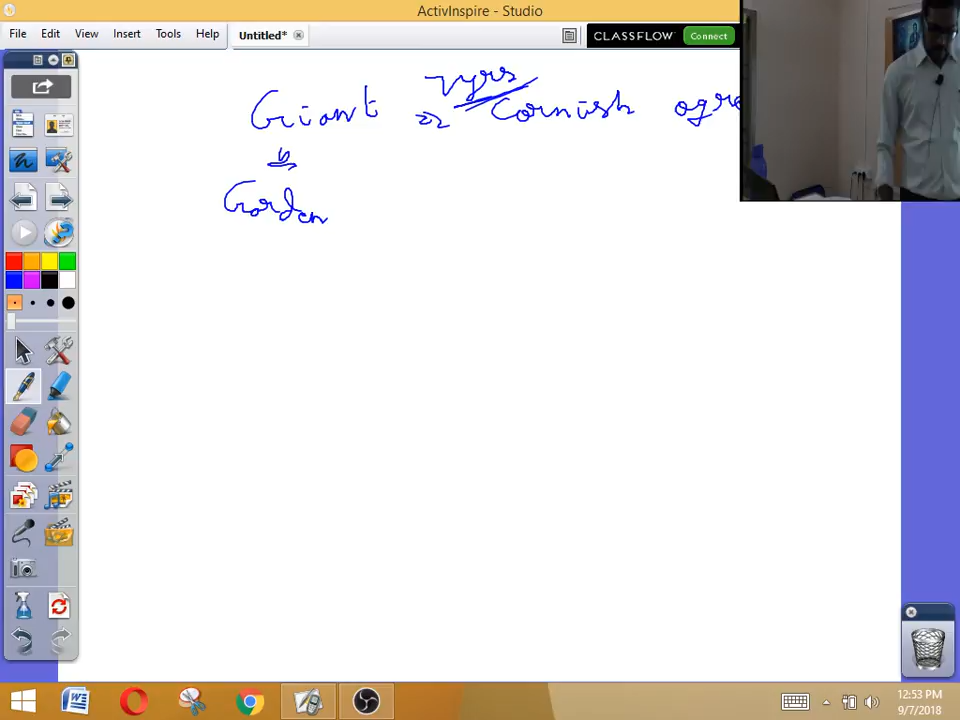 ActivInspire - Studio
File Edit View Insert Tools Help Untitled* CLASSFLOW Connect
7yrs
Giant Cornish ogre
Garden
12:53 PM
9/7/2018